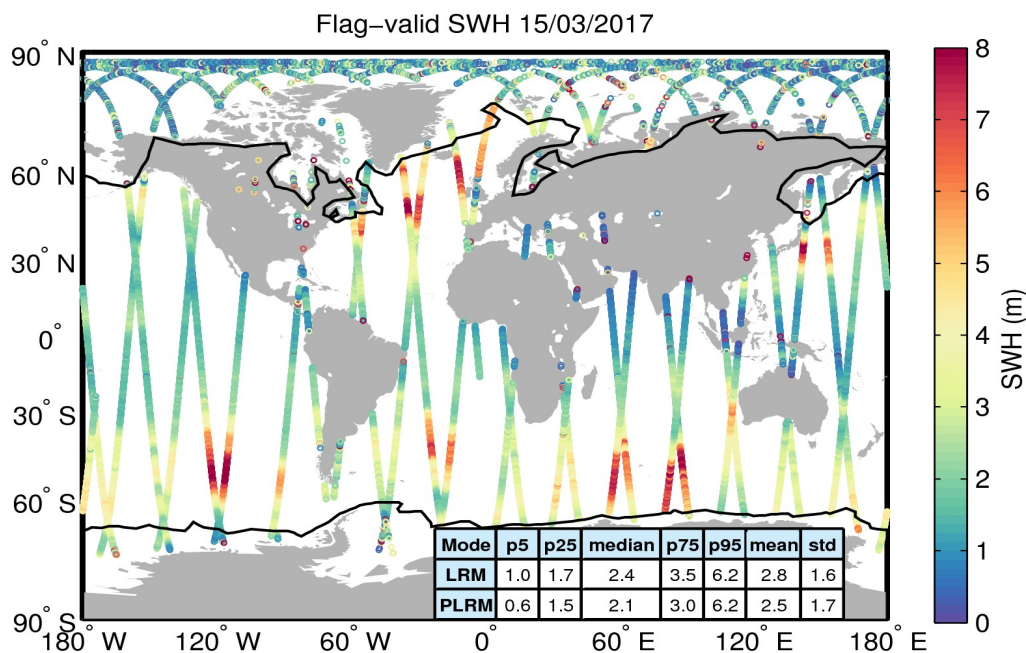 Flag−valid SWH 15/03/2017
90° N
60° N
30° N
0°
30° S
60° S
90° S
180° W
120° W
60° W
0°
60° E
120° E
180° E
Mode p5 p25 median p75 p95 mean std
LRM 1.0 1.7 2.4 3.5 6.2 2.8 1.6
PLRM 0.6 1.5 2.1 3.0 6.2 2.5 1.7
8
7
6
5
4
3
2
1
0
SWH (m)